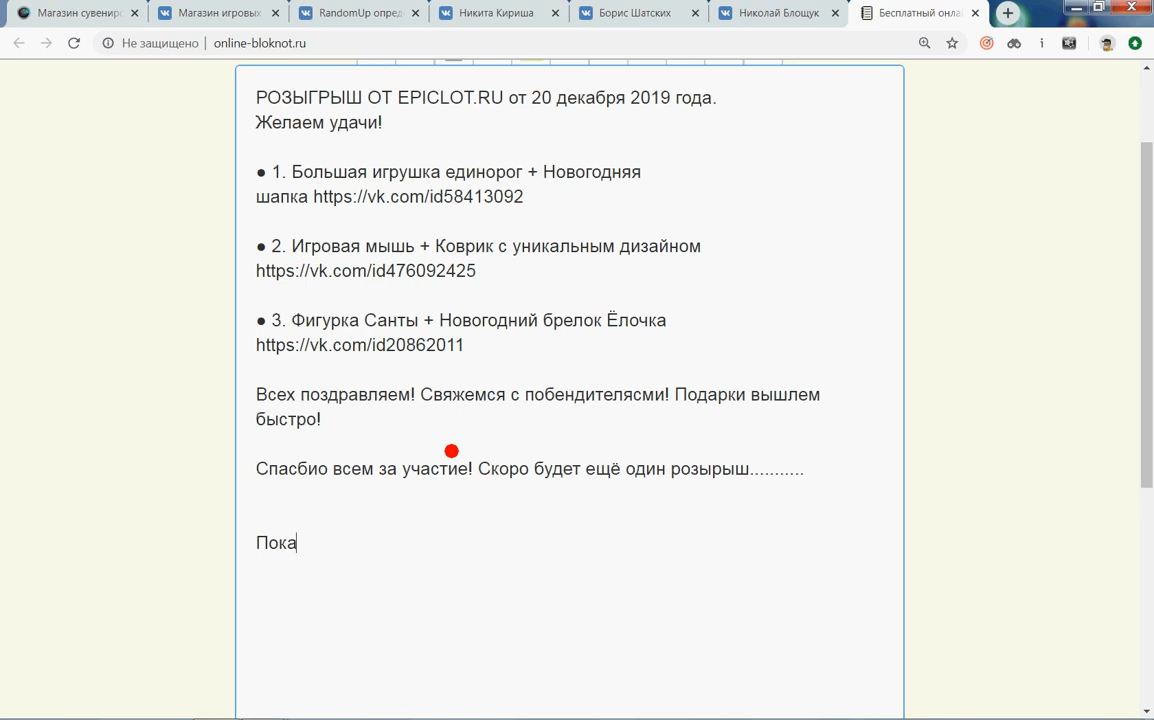 Магазин сувенирс
Магазин игровых
RandomUp опред
Никита Кириша
Борис Шатских
Николай Блощук
Бесплатный онла
Не защищено | online-bloknot.ru
РОЗЫГРЫШ ОТ EPICLOT.RU от 20 декабря 2019 года.
Желаем удачи!
● 1. Большая игрушка единорог + Новогодняя
шапка https://vk.com/id58413092
● 2. Игровая мышь + Коврик с уникальным дизайном
https://vk.com/id476092425
● 3. Фигурка Санты + Новогодний брелок Ёлочка
https://vk.com/id20862011
Всех поздравляем! Свяжемся с побендителясми! Подарки вышлем
быстро!
Спасбио всем за участие! Скоро будет ещё один розырыш...........
Пока